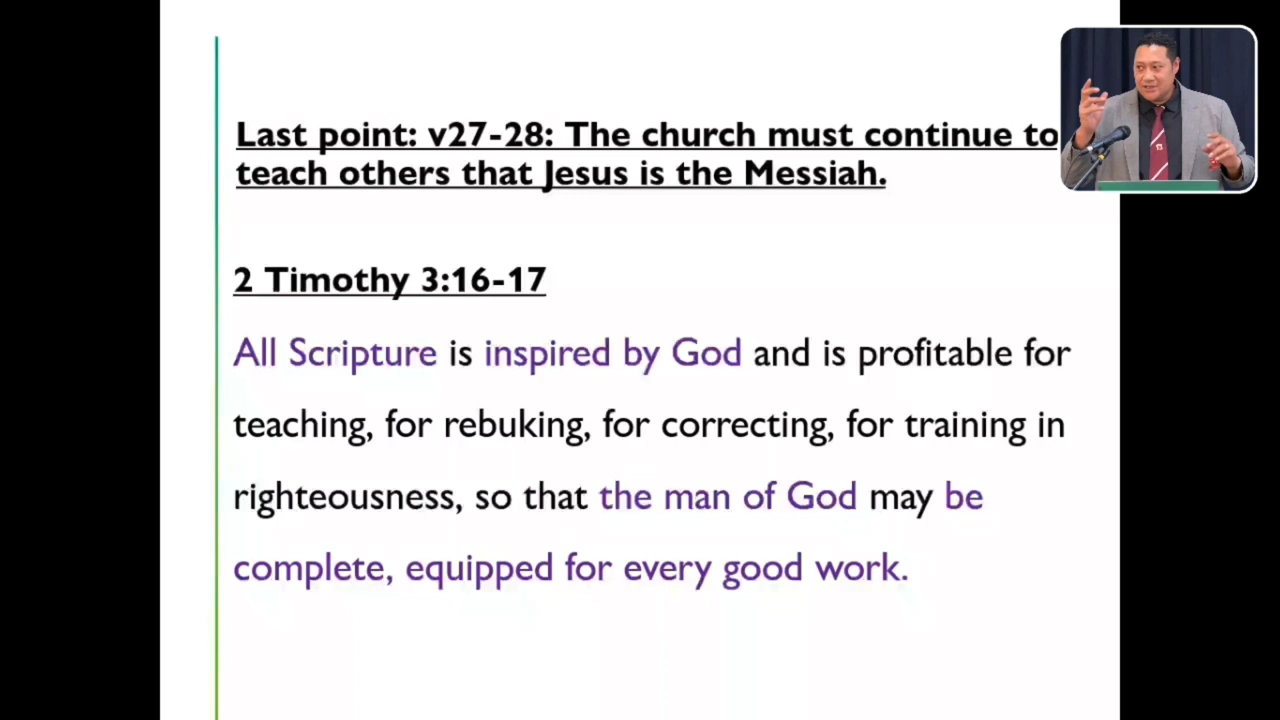 Last point: v27-28: The church must continue to
teach others that Jesus is the Messiah.
2 Timothy 3:16-17
All Scripture is inspired by God and is profitable for
teaching, for rebuking, for correcting, for training in
righteousness, so that the man of God may be
complete, equipped for every good work.